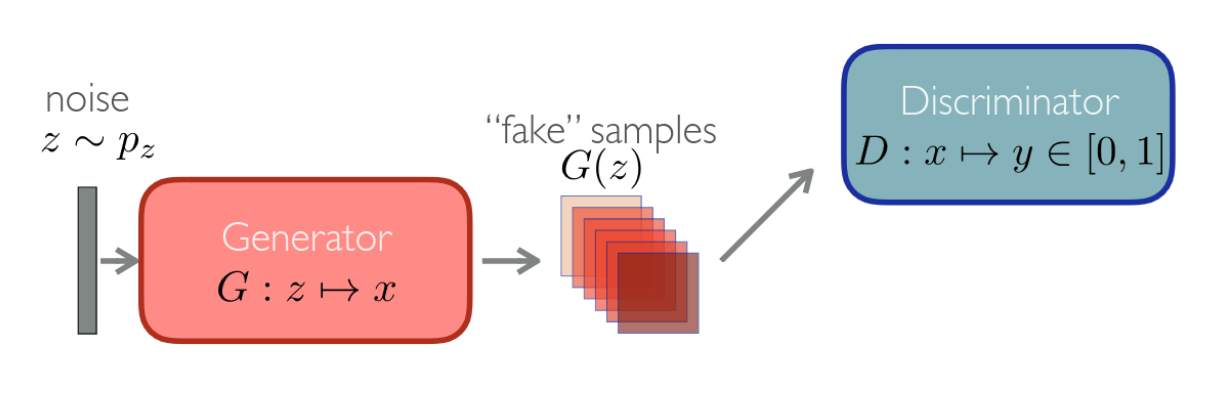 noise
z ∼ p_z
Generator
G : z ↦ x
“fake” samples
G(z)
Discriminator
D : x ↦ y ∈ [0, 1]